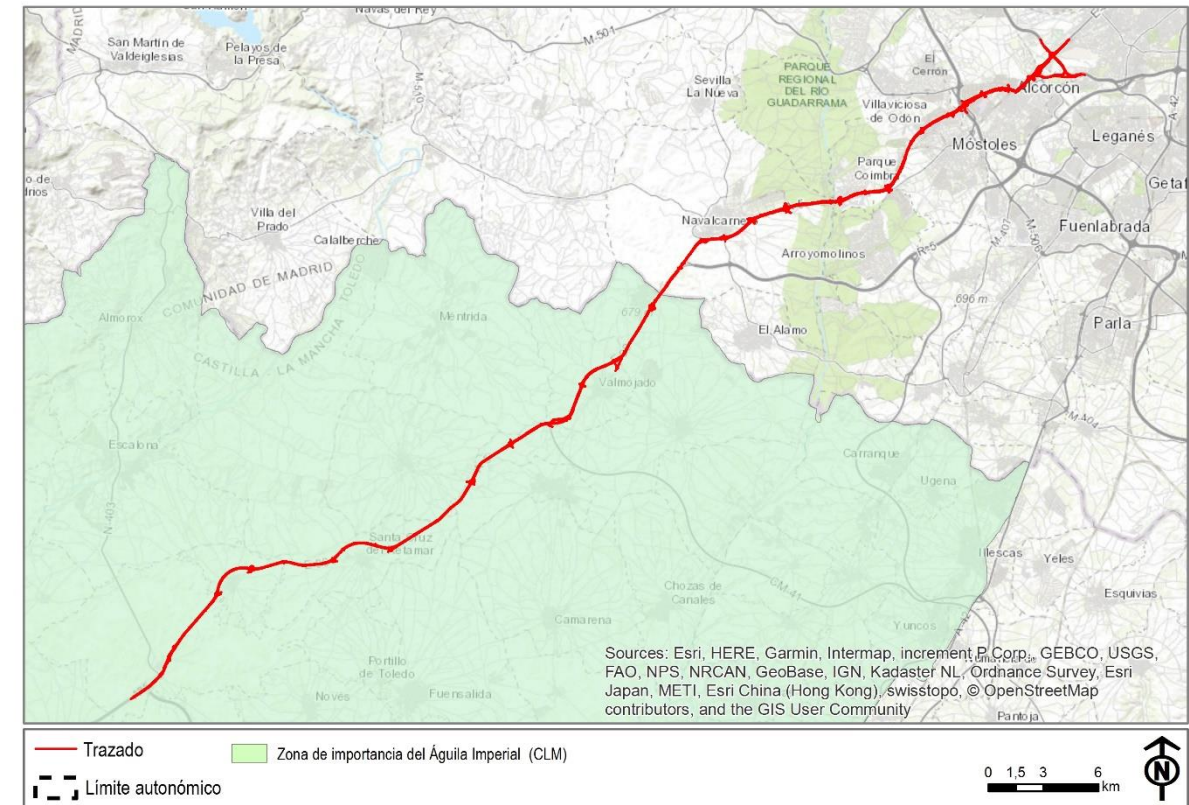 MADRID
Navas del Rey
M-501
San Martín de
Valdeiglesias
Pelayos de
la Presa
M-510
Sevilla
La Nueva
PARQUE
REGIONAL
DEL RÍO
GUADARRAMA
El
Cerrón
Villaviciosa
de Odón
Alcorcón
A-42
Leganés
Móstoles
Getaf
Parque
Coimbra
Villa del
Prado
Calalberche
Navalcarne
Fuenlabrada
M-407
M-506
R-5
Arroyomolinos
COMUNIDAD DE MADRID
TOLEDO
CASTILLA - LA MANCHA
Almorox
Méntrida
679
696 m
El Álamo
Parla
Valmojado
Escalona
M-404
Carranque
Ugena
N-403
Santa Cruz
del Retamar
Illescas
Yeles
Esquivias
Chozas de
Canales
CM-41
Camarena
Yuncos
A-42
Portillo
de Toledo
Novés
Fuensalida
Pantoja
Sources: Esri, HERE, Garmin, Intermap, increment P Corp., GEBCO, USGS,
FAO, NPS, NRCAN, GeoBase, IGN, Kadaster NL, Ordnance Survey, Esri
Japan, METI, Esri China (Hong Kong), swisstopo, © OpenStreetMap
contributors, and the GIS User Community
Trazado
Zona de importancia del Águila Imperial (CLM)
Límite autonómico
0 1,5 3 6
km
N